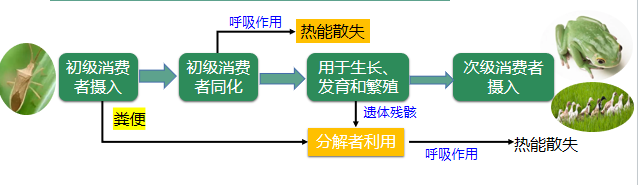 呼吸作用
热能散失
初级消费
者摄入
初级消费
者同化
用于生长、
发育和繁殖
次级消费者
摄入
粪便
遗体残骸
分解者利用
呼吸作用
热能散失